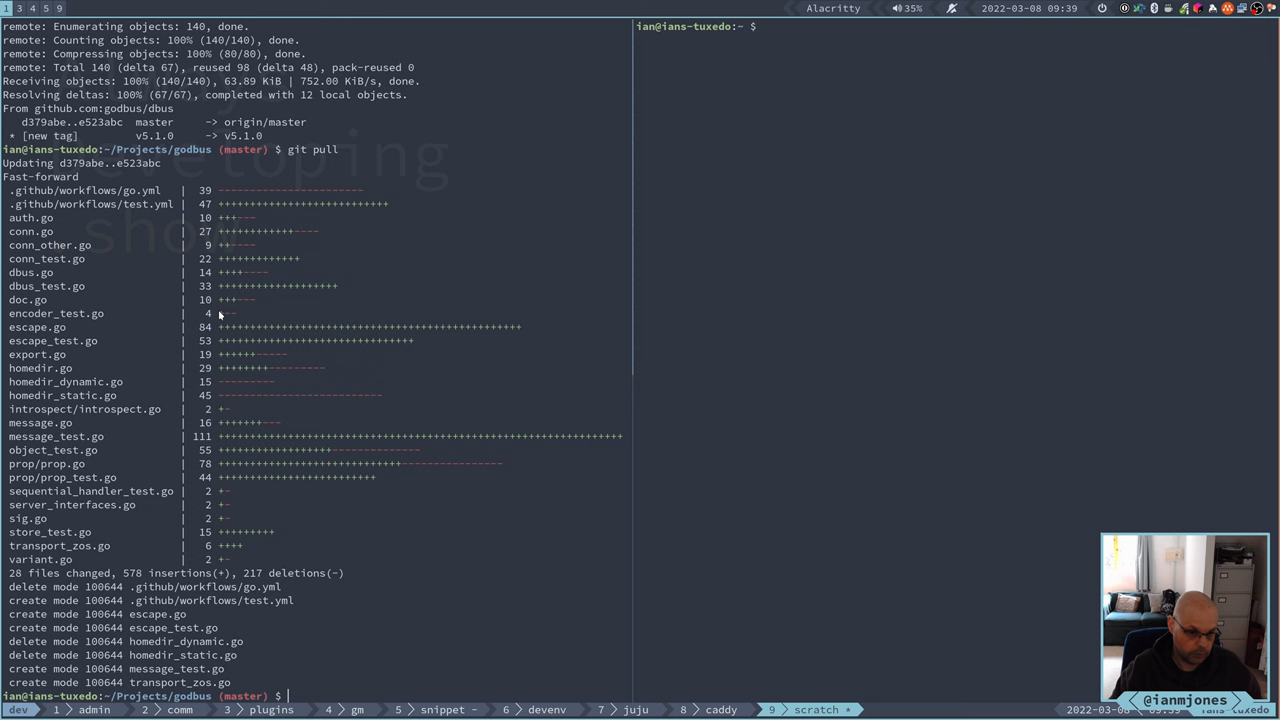 1 3 4 5 9
Alacritty
35%
2022-03-08 09:39
remote: Enumerating objects: 140, done.
remote: Counting objects: 100% (140/140), done.
remote: Compressing objects: 100% (80/80), done.
remote: Total 140 (delta 67), reused 98 (delta 48), pack-reused 0
Receiving objects: 100% (140/140), 63.89 KiB | 752.00 KiB/s, done.
Resolving deltas: 100% (67/67), completed with 12 local objects.
From github.com:godbus/dbus
d379abe..e523abc master -> origin/master
* [new tag] v5.1.0 -> v5.1.0
ian@ians-tuxedo:~/Projects/godbus (master) $ git pull
Updating d379abe..e523abc
Fast-forward
.github/workflows/go.yml | 39 ------------------------
.github/workflows/test.yml | 47 ++++++++++++++++++++++++++++
auth.go | 10 +++---
conn.go | 27 +++++++++++++----
conn_other.go | 9 ++----
conn_test.go | 22 +++++++++++++
dbus.go | 14 ++++----
dbus_test.go | 33 ++++++++++++++++++++
doc.go | 10 +++---
encoder_test.go | 4 +--
escape.go | 84 ++++++++++++++++++++++++++++++++++++++++++++++++++
escape_test.go | 53 ++++++++++++++++++++++++++++++++
export.go | 19 ++++++-----
homedir.go | 29 ++++++++---------
homedir_dynamic.go | 15 ---------
homedir_static.go | 45 ---------------------------
introspect/introspect.go | 2 +-
message.go | 16 +++++++---
message_test.go | 111 +++++++++++++++++++++++++++++++++++++++++++++++++++++++++++++++++++
object_test.go | 55 +++++++++++++++++++---------------
prop/prop.go | 78 ++++++++++++++++++++++++++++++-----------------
prop/prop_test.go | 44 ++++++++++++++++++++++++++
sequential_handler_test.go | 2 +-
server_interfaces.go | 2 +-
sig.go | 2 +-
store_test.go | 15 +++++++++
transport_zos.go | 6 ++++
variant.go | 2 +-
28 files changed, 578 insertions(+), 217 deletions(-)
delete mode 100644 .github/workflows/go.yml
create mode 100644 .github/workflows/test.yml
create mode 100644 escape.go
create mode 100644 escape_test.go
delete mode 100644 homedir_dynamic.go
delete mode 100644 homedir_static.go
create mode 100644 message_test.go
create mode 100644 transport_zos.go
ian@ians-tuxedo:~/Projects/godbus (master) $
ian@ians-tuxedo:~ $
@ianmjones
dev 1 admin 2 comm 3 plugins 4 gm 5 snippet - 6 devenv 7 juju 8 caddy 9 scratch * 2022-03-08